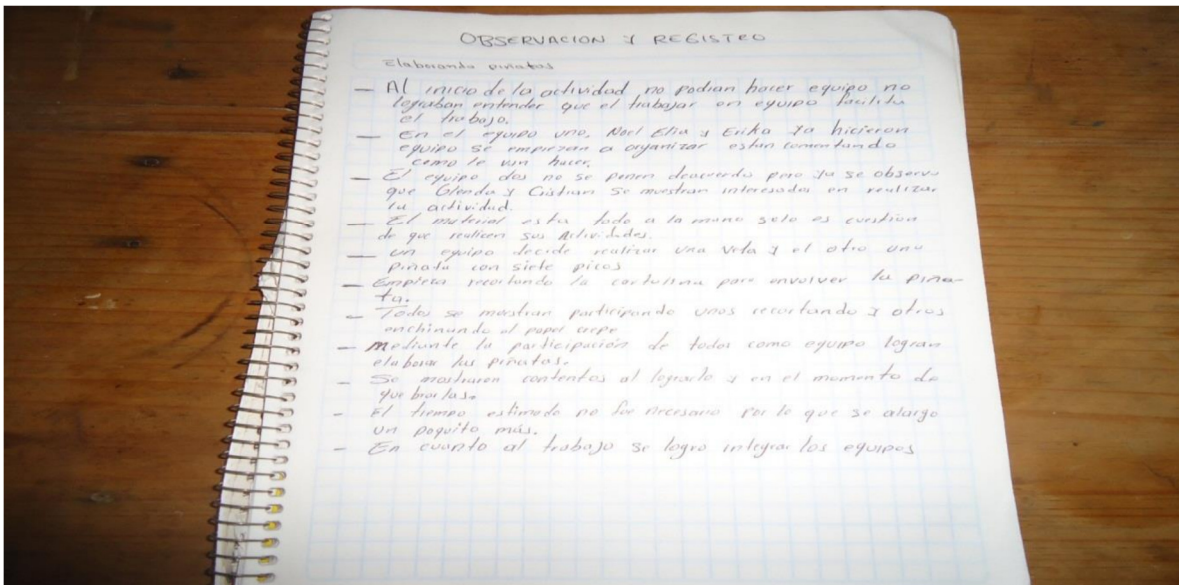 OBSERVACION Y REGISTRO
Elaborando piñatas
— Al inicio de la actividad no podian hacer equipo no
lograban entender que el trabajar en equipo facilita
el trabajo.
— En el equipo uno, Noel Elia y Erika ya hicieron
equipo se empiezan a organizar estan comentando
como le van hacer.
— El equipo dos no se ponen deacuerdo pero ya se observa
que Glenda y Cristian se muestran interesados en realizar
la actividad.
— El material esta todo a la mano solo es cuestion
de que realicen sus actividades.
— un equipo decide realizar una vela y el otro una
piñata con siete picos
— Empieza recortando la cartulina para envolver la piña-
ta.
— Todos se muestran participando unos recortando y otros
enchinando el papel crepe
— Mediante la participación de todos como equipo logran
elaborar las piñatas.
— Se mostraron contentos al lograrlo y en el momento de
quebrarlas.
— El tiempo estimado no fue necesario por lo que se alargo
un poquito más.
— En cuanto al trabajo se logro integrar los equipos